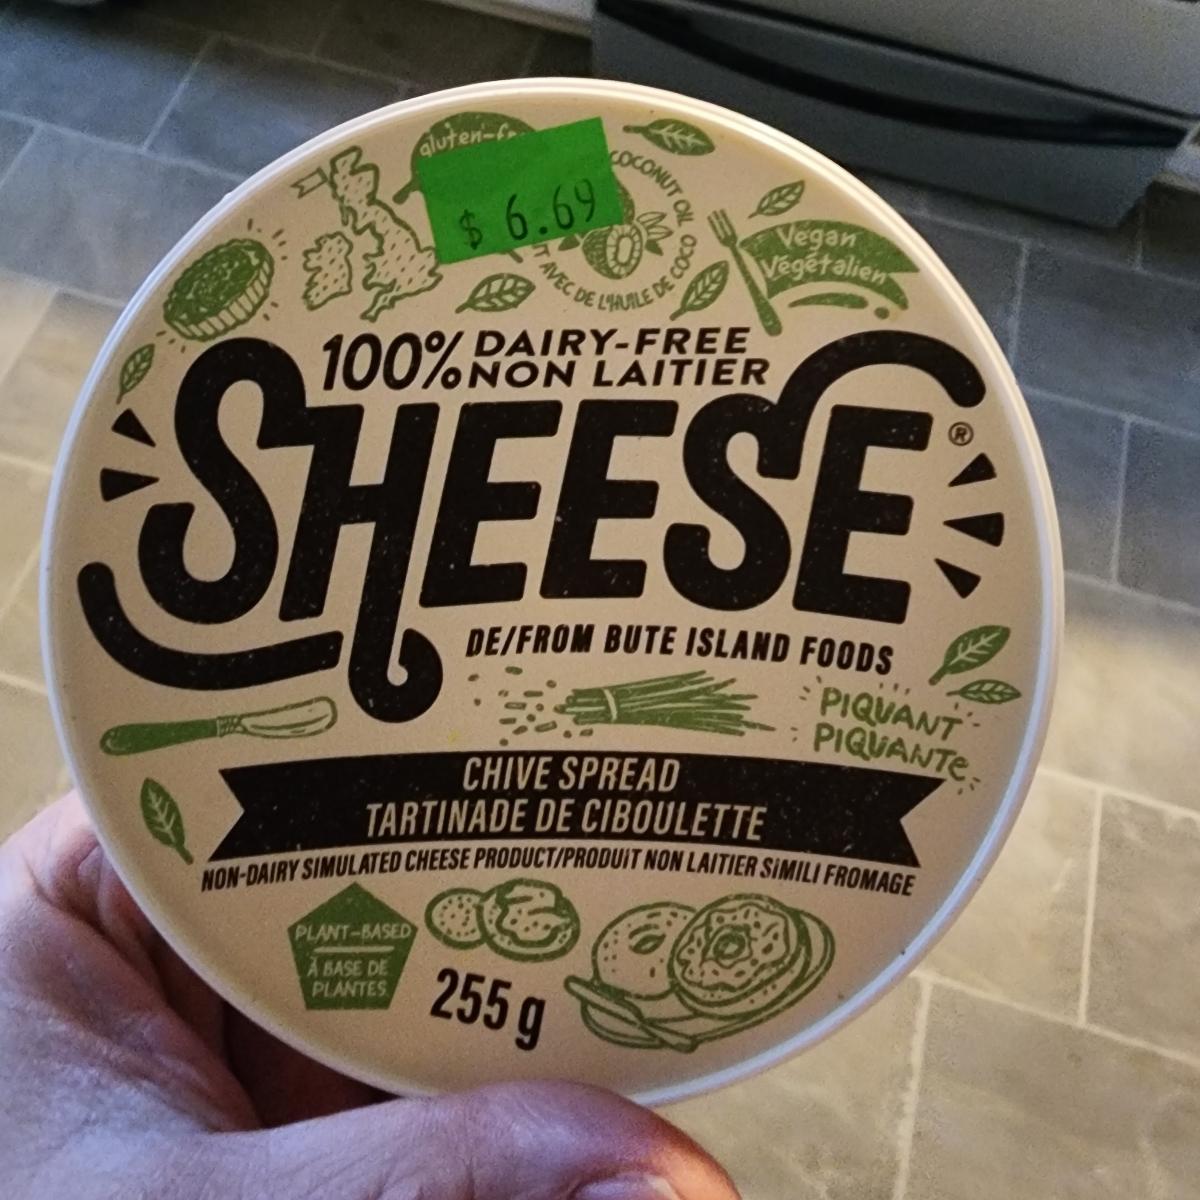 gluten-
$ 6.69
COCONUT OIL
AVEC DE L'HUILE DE COCO
Vegan
Végétalien
100% DAIRY-FREE
NON LAITIER
SHEESE®
DE/FROM BUTE ISLAND FOODS
PIQUANT
PIQUANTE
CHIVE SPREAD
TARTINADE DE CIBOULETTE
NON-DAIRY SIMULATED CHEESE PRODUCT/PRODUIT NON LAITIER SIMILI FROMAGE
PLANT-BASED
À BASE DE
PLANTES
255 g